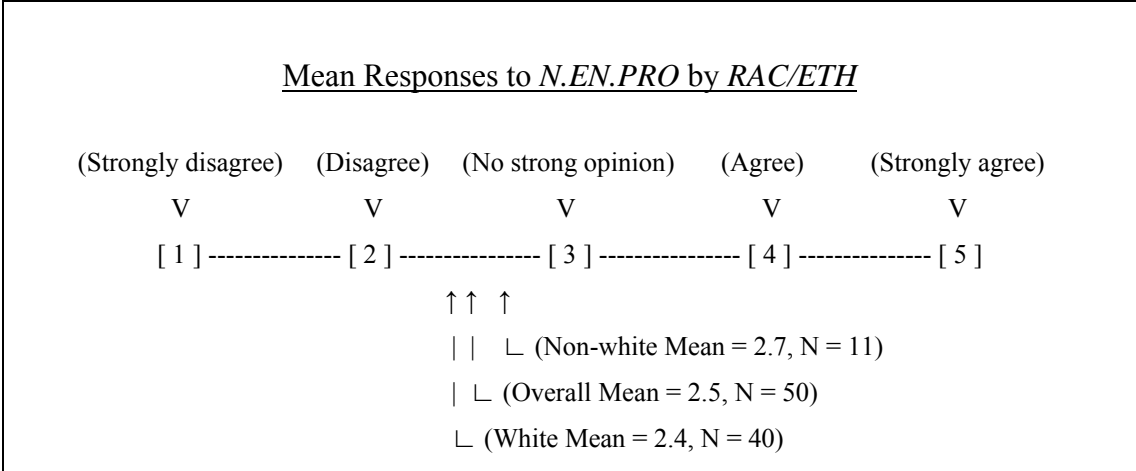 Mean Responses to N.EN.PRO by RAC/ETH
(Strongly disagree) (Disagree) (No strong opinion) (Agree) (Strongly agree)
V V V V V
[ 1 ] --------------- [ 2 ] ---------------- [ 3 ] ---------------- [ 4 ] --------------- [ 5 ]
↑ ↑ ↑
| | ∟ (Non-white Mean = 2.7, N = 11)
| ∟ (Overall Mean = 2.5, N = 50)
∟ (White Mean = 2.4, N = 40)